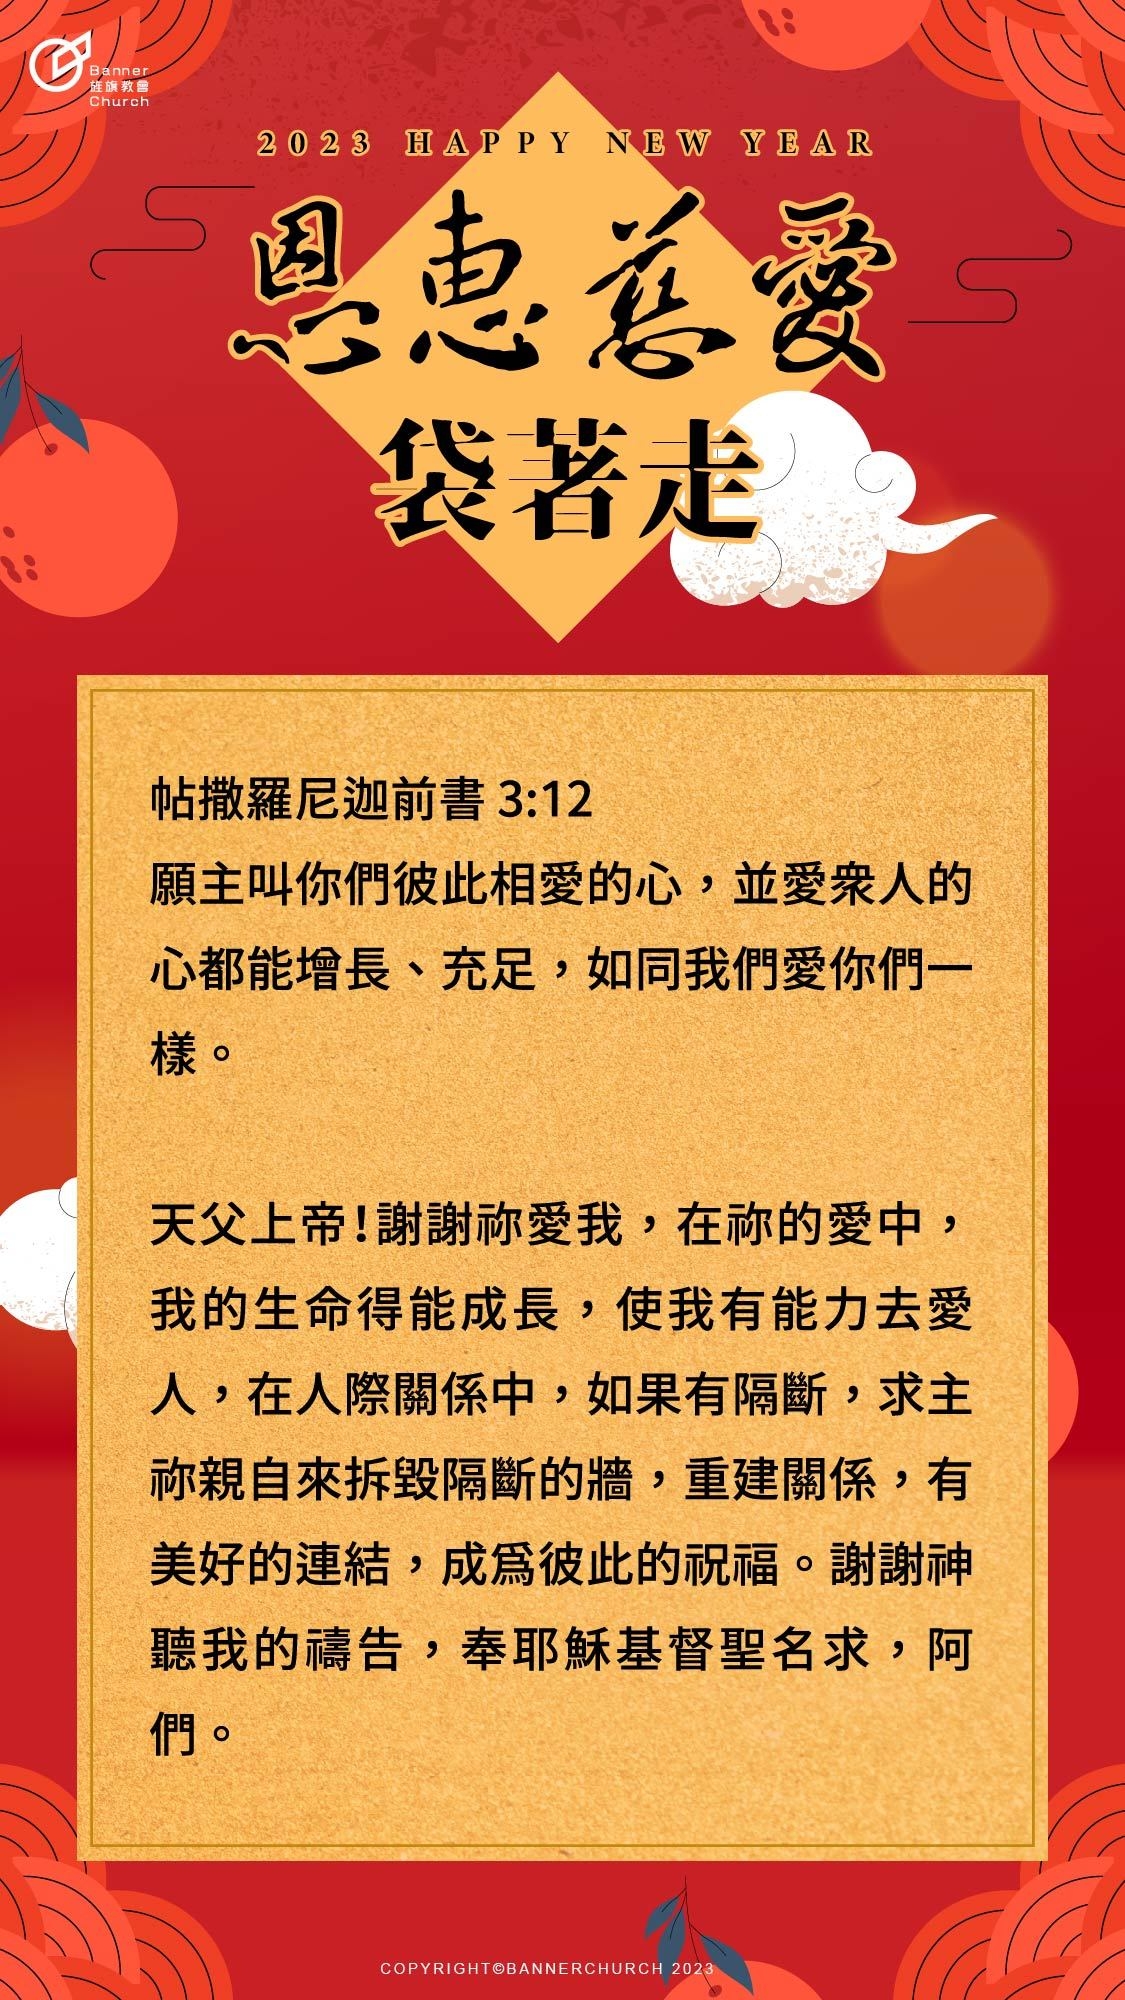 Banner
旌旗教會
Church
2023 HAPPY NEW YEAR
恩惠慈愛
袋著走
帖撒羅尼迦前書 3:12
願主叫你們彼此相愛的心，並愛衆人的
心都能增長、充足，如同我們愛你們一
樣。
天父上帝！謝謝祢愛我，在祢的愛中，
我的生命得能成長，使我有能力去愛
人，在人際關係中，如果有隔斷，求主
祢親自來拆毀隔斷的牆，重建關係，有
美好的連結，成爲彼此的祝福。謝謝神
聽我的禱告，奉耶穌基督聖名求，阿
們。
COPYRIGHT©BANNERCHURCH 2023